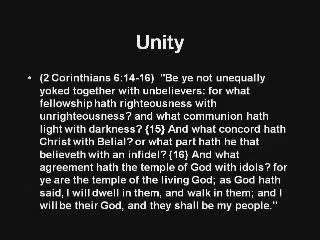 Unity
• (2 Corinthians 6:14-16) "Be ye not unequally
yoked together with unbelievers: for what
fellowship hath righteousness with
unrighteousness? and what communion hath
light with darkness? {15} And what concord hath
Christ with Belial? or what part hath he that
believeth with an infidel? {16} And what
agreement hath the temple of God with idols? for
ye are the temple of the living God; as God hath
said, I will dwell in them, and walk in them; and I
will be their God, and they shall be my people."